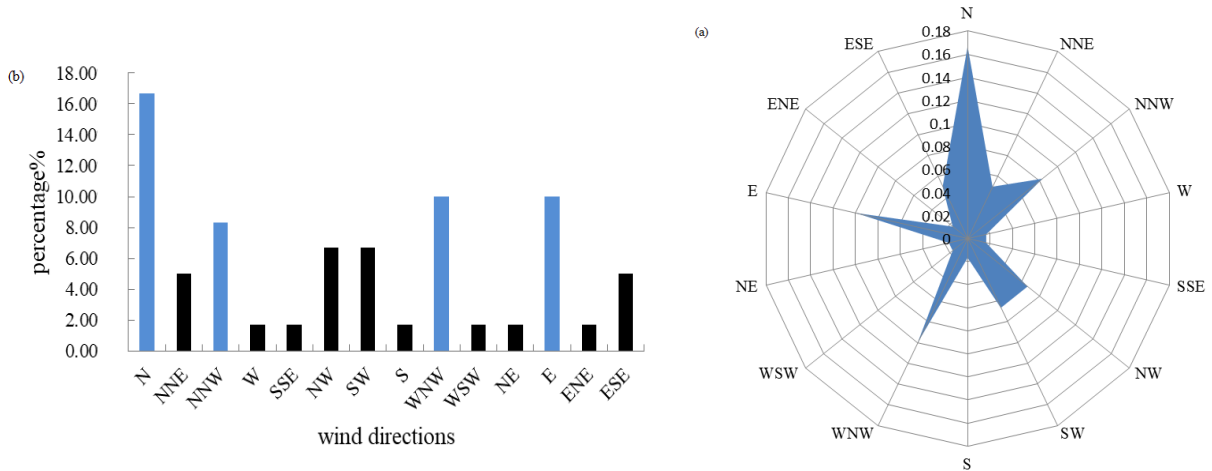 (b)
18.00
16.00
14.00
12.00
10.00
8.00
6.00
4.00
2.00
0.00
percentage%
N NNE NNW W SSE NW SW S WNW WSW NE E ENE ESE
wind directions
(a)
N
NNE
NNW
W
SSE
NW
SW
S
WNW
WSW
NE
E
ENE
ESE
0.18
0.16
0.14
0.12
0.1
0.08
0.06
0.04
0.02
0